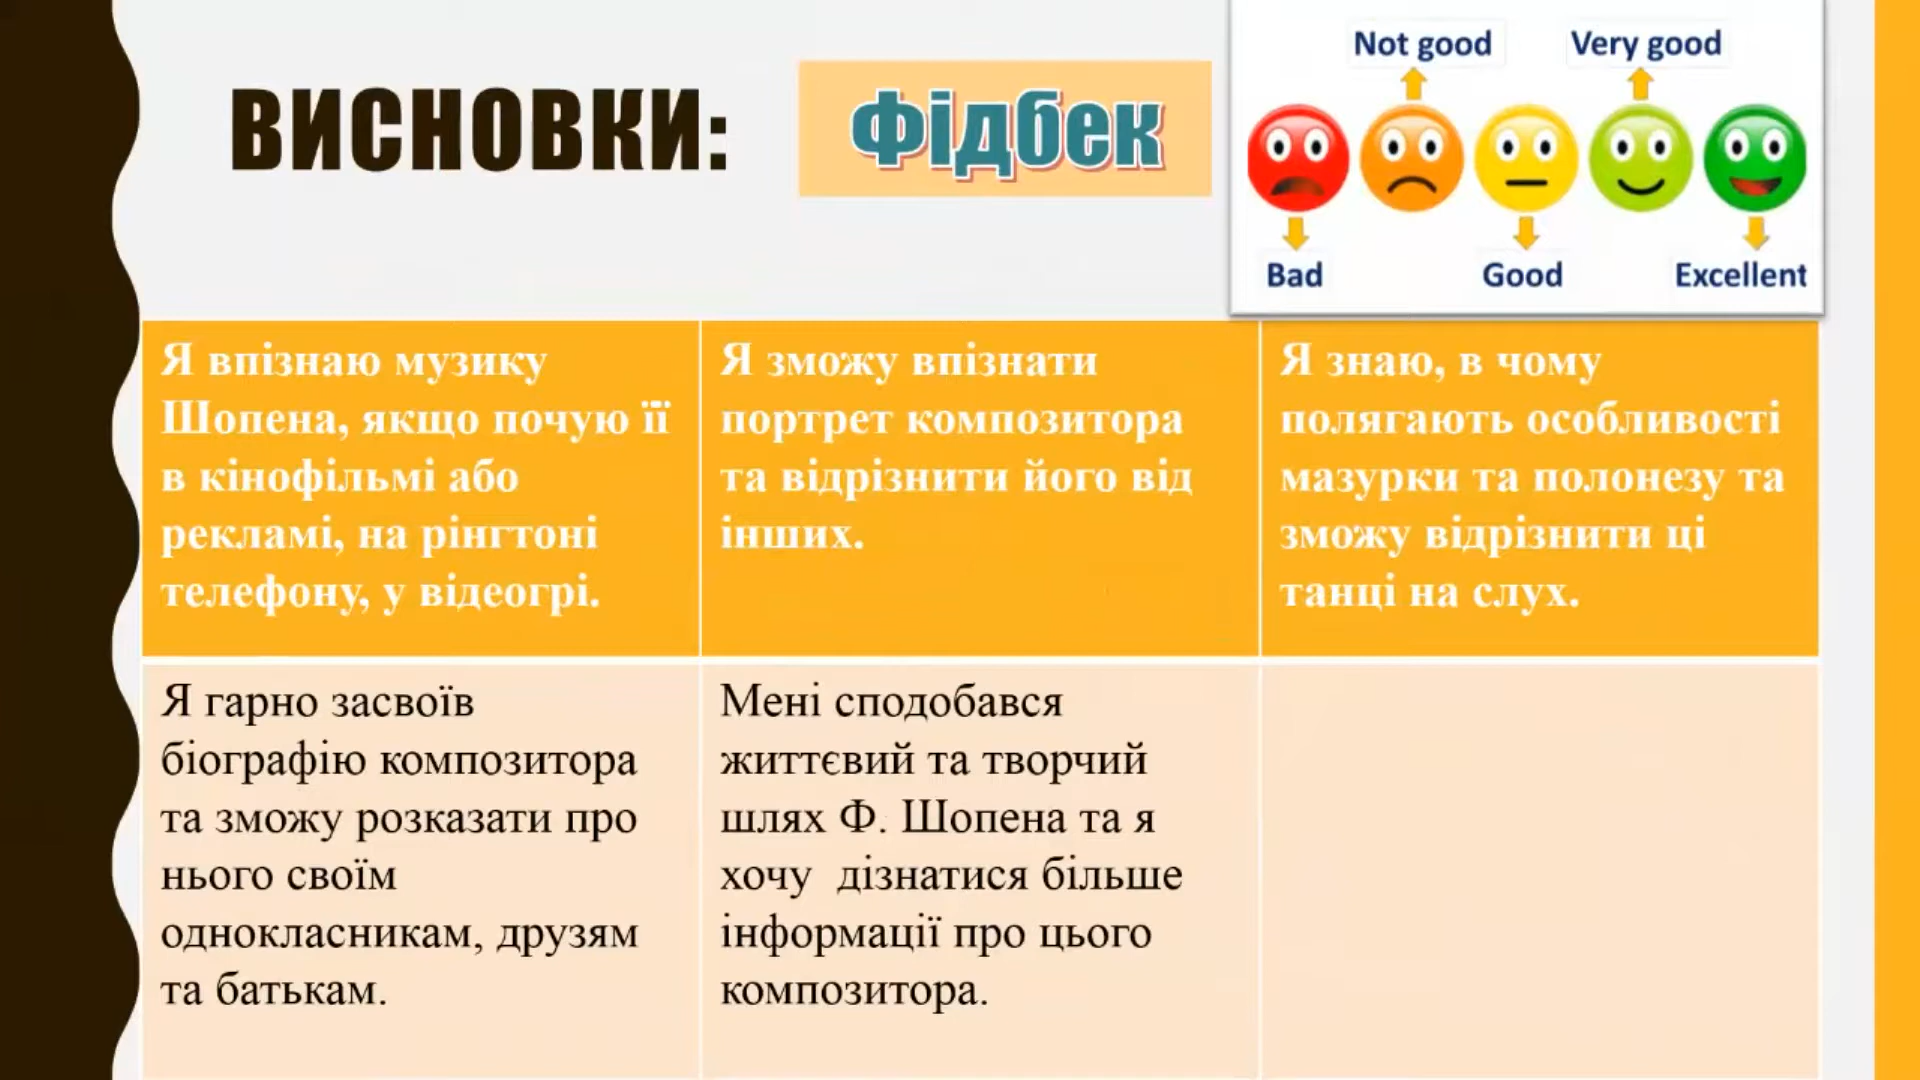 ВИСНОВКИ:
Фідбек
Not good
Very good
Bad
Good
Excellent
Я впізнаю музику
Шопена, якщо почую її
в кінофільмі або
рекламі, на рінгтоні
телефону, у відеогрі.
Я зможу впізнати
портрет композитора
та відрізнити його від
інших.
Я знаю, в чому
полягають особливості
мазурки та полонезу та
зможу відрізнити ці
танці на слух.
Я гарно засвоїв
біографію композитора
та зможу розказати про
нього своїм
однокласникам, друзям
та батькам.
Мені сподобався
життєвий та творчий
шлях Ф. Шопена та я
хочу  дізнатися більше
інформації про цього
композитора.